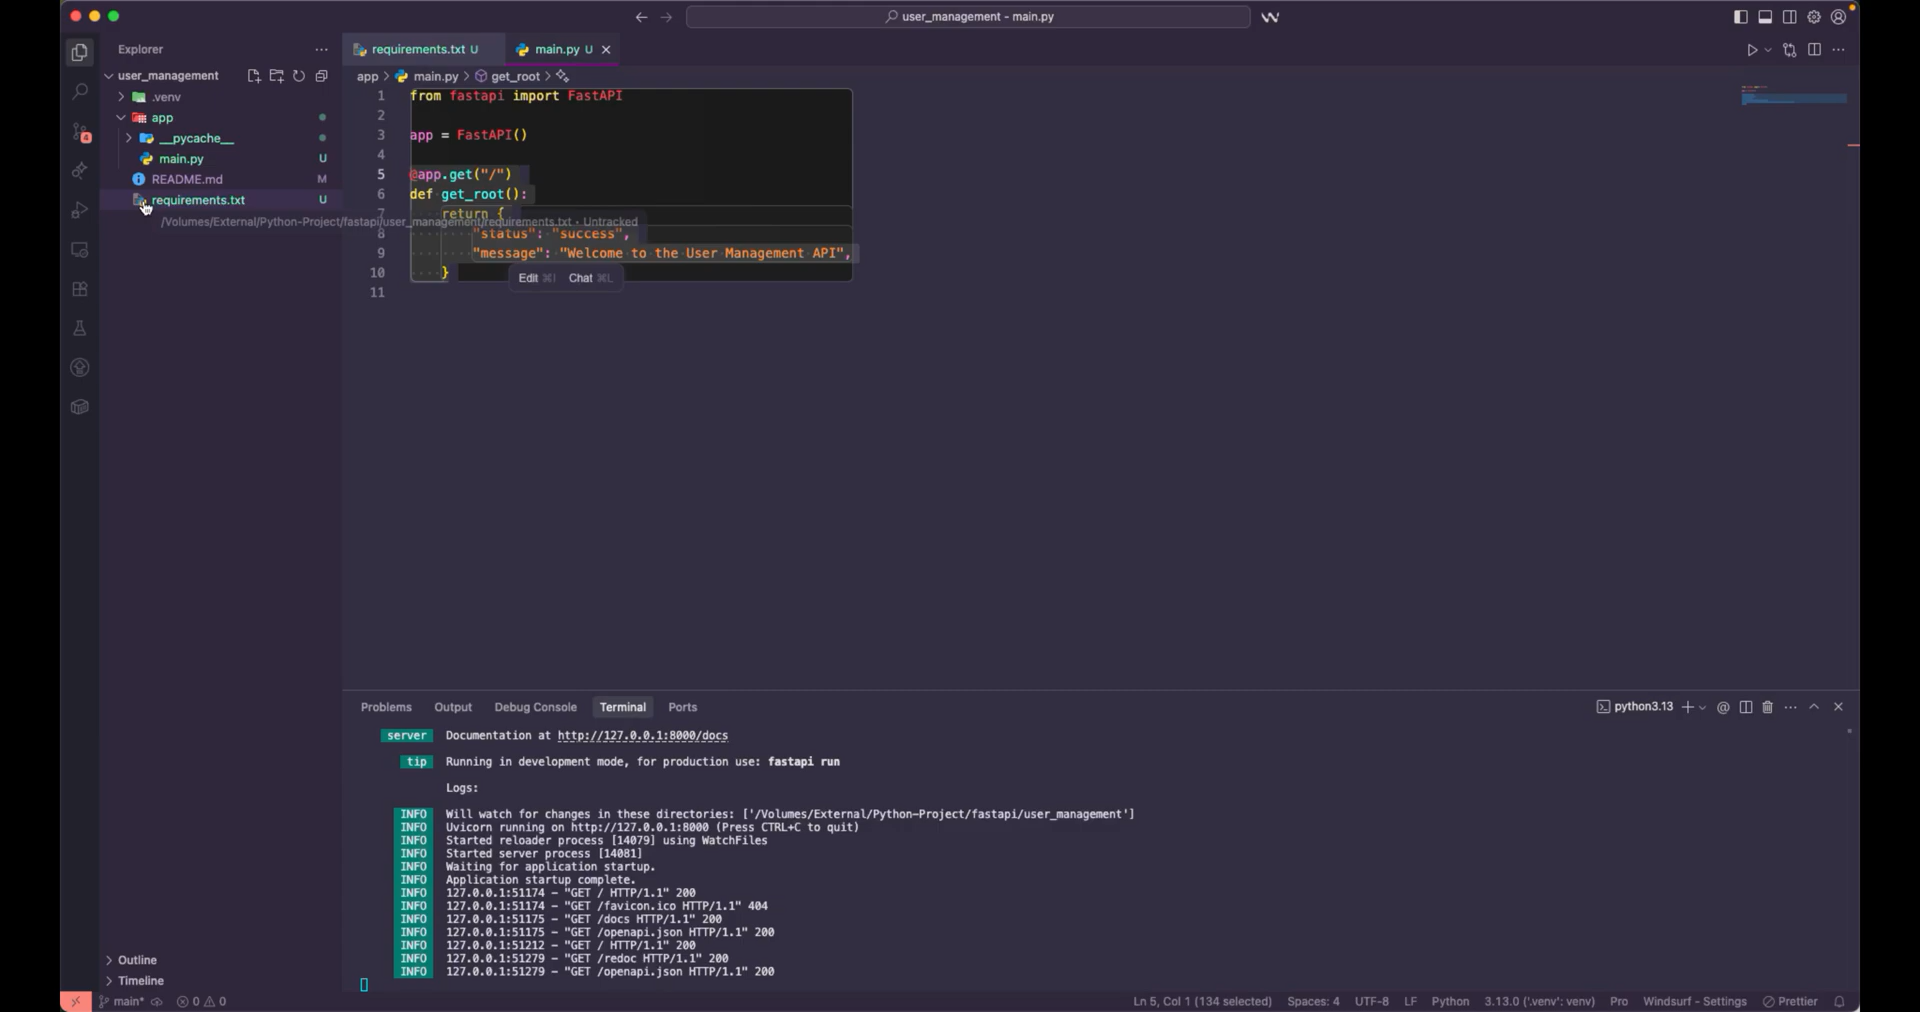 user_management - main.py
Explorer
requirements.txt U
main.py U
user_management
app > main.py > get_root >
.venv
app
__pycache__
main.py U
README.md M
requirements.txt U
/Volumes/External/Python-Project/fastapi/user_management/requirements.txt • Untracked
4
1 from fastapi import FastAPI
2
3 app = FastAPI()
4
5 @app.get("/")
6 def get_root():
7 return {
8 "status": "success",
9 "message": "Welcome to the User Management API",
10 }
11
Edit ⌘I Chat ⌘L
Problems Output Debug Console Terminal Ports
python3.13
server Documentation at http://127.0.0.1:8000/docs
tip Running in development mode, for production use: fastapi run
Logs:
INFO Will watch for changes in these directories: ['/Volumes/External/Python-Project/fastapi/user_management']
INFO Uvicorn running on http://127.0.0.1:8000 (Press CTRL+C to quit)
INFO Started reloader process [14079] using WatchFiles
INFO Started server process [14081]
INFO Waiting for application startup.
INFO Application startup complete.
INFO 127.0.0.1:51174 - "GET / HTTP/1.1" 200
INFO 127.0.0.1:51174 - "GET /favicon.ico HTTP/1.1" 404
INFO 127.0.0.1:51175 - "GET /docs HTTP/1.1" 200
INFO 127.0.0.1:51175 - "GET /openapi.json HTTP/1.1" 200
INFO 127.0.0.1:51212 - "GET / HTTP/1.1" 200
INFO 127.0.0.1:51279 - "GET /redoc HTTP/1.1" 200
INFO 127.0.0.1:51279 - "GET /openapi.json HTTP/1.1" 200
Outline
Timeline
main* 0 0
Ln 5, Col 1 (134 selected) Spaces: 4 UTF-8 LF Python 3.13.0 ('.venv': venv) Pro Windsurf - Settings Prettier